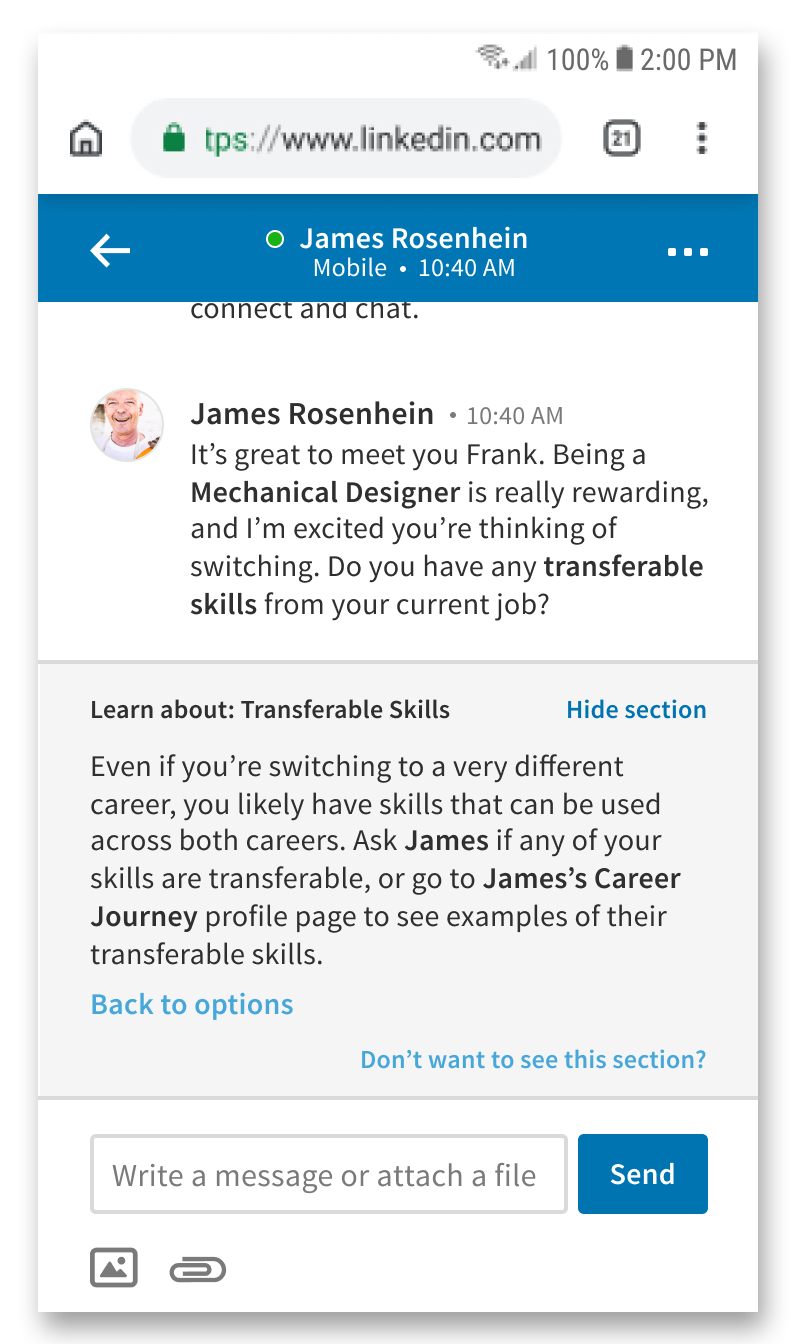 100% 2:00 PM
tps://www.linkedin.com
21
James Rosenhein
Mobile • 10:40 AM
connect and chat.
James Rosenhein • 10:40 AM
It’s great to meet you Frank. Being a
Mechanical Designer is really rewarding,
and I’m excited you’re thinking of
switching. Do you have any transferable
skills from your current job?
Learn about: Transferable Skills
Hide section
Even if you’re switching to a very different
career, you likely have skills that can be used
across both careers. Ask James if any of your
skills are transferable, or go to James’s Career
Journey profile page to see examples of their
transferable skills.
Back to options
Don’t want to see this section?
Write a message or attach a file
Send